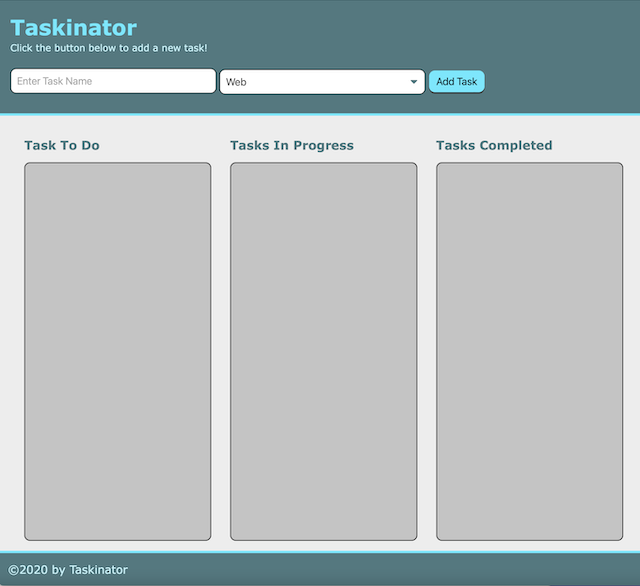 Taskinator
Click the button below to add a new task!
Enter Task Name
Web
Add Task
Task To Do
Tasks In Progress
Tasks Completed
©2020 by Taskinator